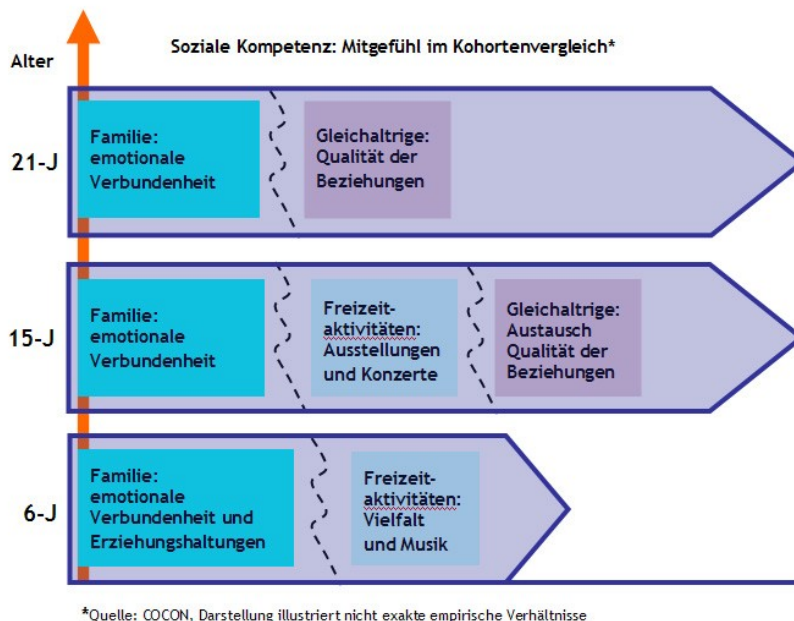 Soziale Kompetenz: Mitgefühl im Kohortenvergleich*
Alter
21-J
Familie:
emotionale
Verbundenheit
Gleichaltrige:
Qualität der
Beziehungen
15-J
Familie:
emotionale
Verbundenheit
Freizeit-
aktivitäten:
Ausstellungen
und Konzerte
Gleichaltrige:
Austausch
Qualität der
Beziehungen
6-J
Familie:
emotionale
Verbundenheit und
Erziehungshaltungen
Freizeit-
aktivitäten:
Vielfalt
und Musik
*Quelle: COCON. Darstellung illustriert nicht exakte empirische Verhältnisse